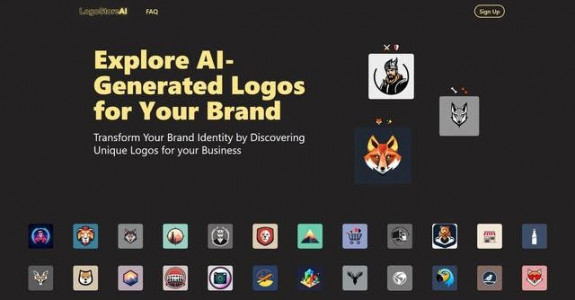 LogoStoreAI
FAQ
Sign Up
Explore AI-
Generated Logos
for Your Brand
Transform Your Brand Identity by Discovering
Unique Logos for your Business